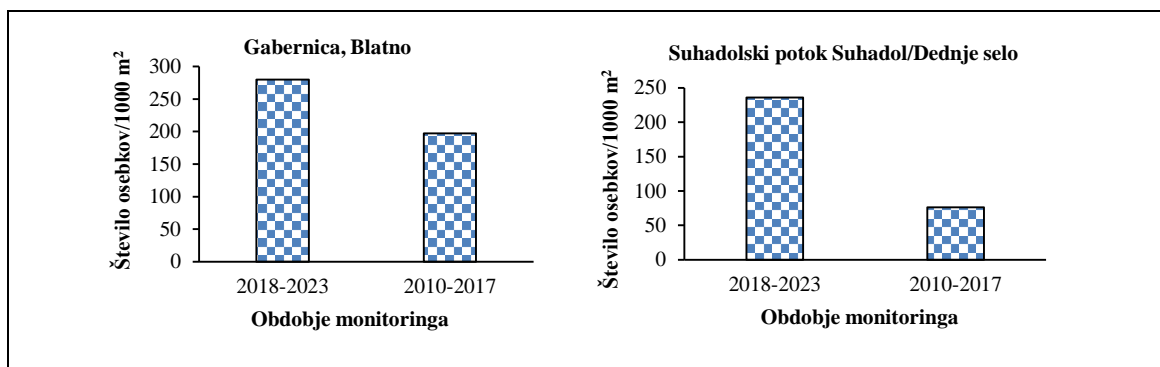 Gabernica, Blatno
Število osebkov/1000 m²
300
250
200
150
100
50
0
2018-2023 2010-2017
Obdobje monitoringa
Suhadolski potok Suhadol/Dednje selo
Število osebkov/1000 m²
250
200
150
100
50
0
2018-2023 2010-2017
Obdobje monitoringa